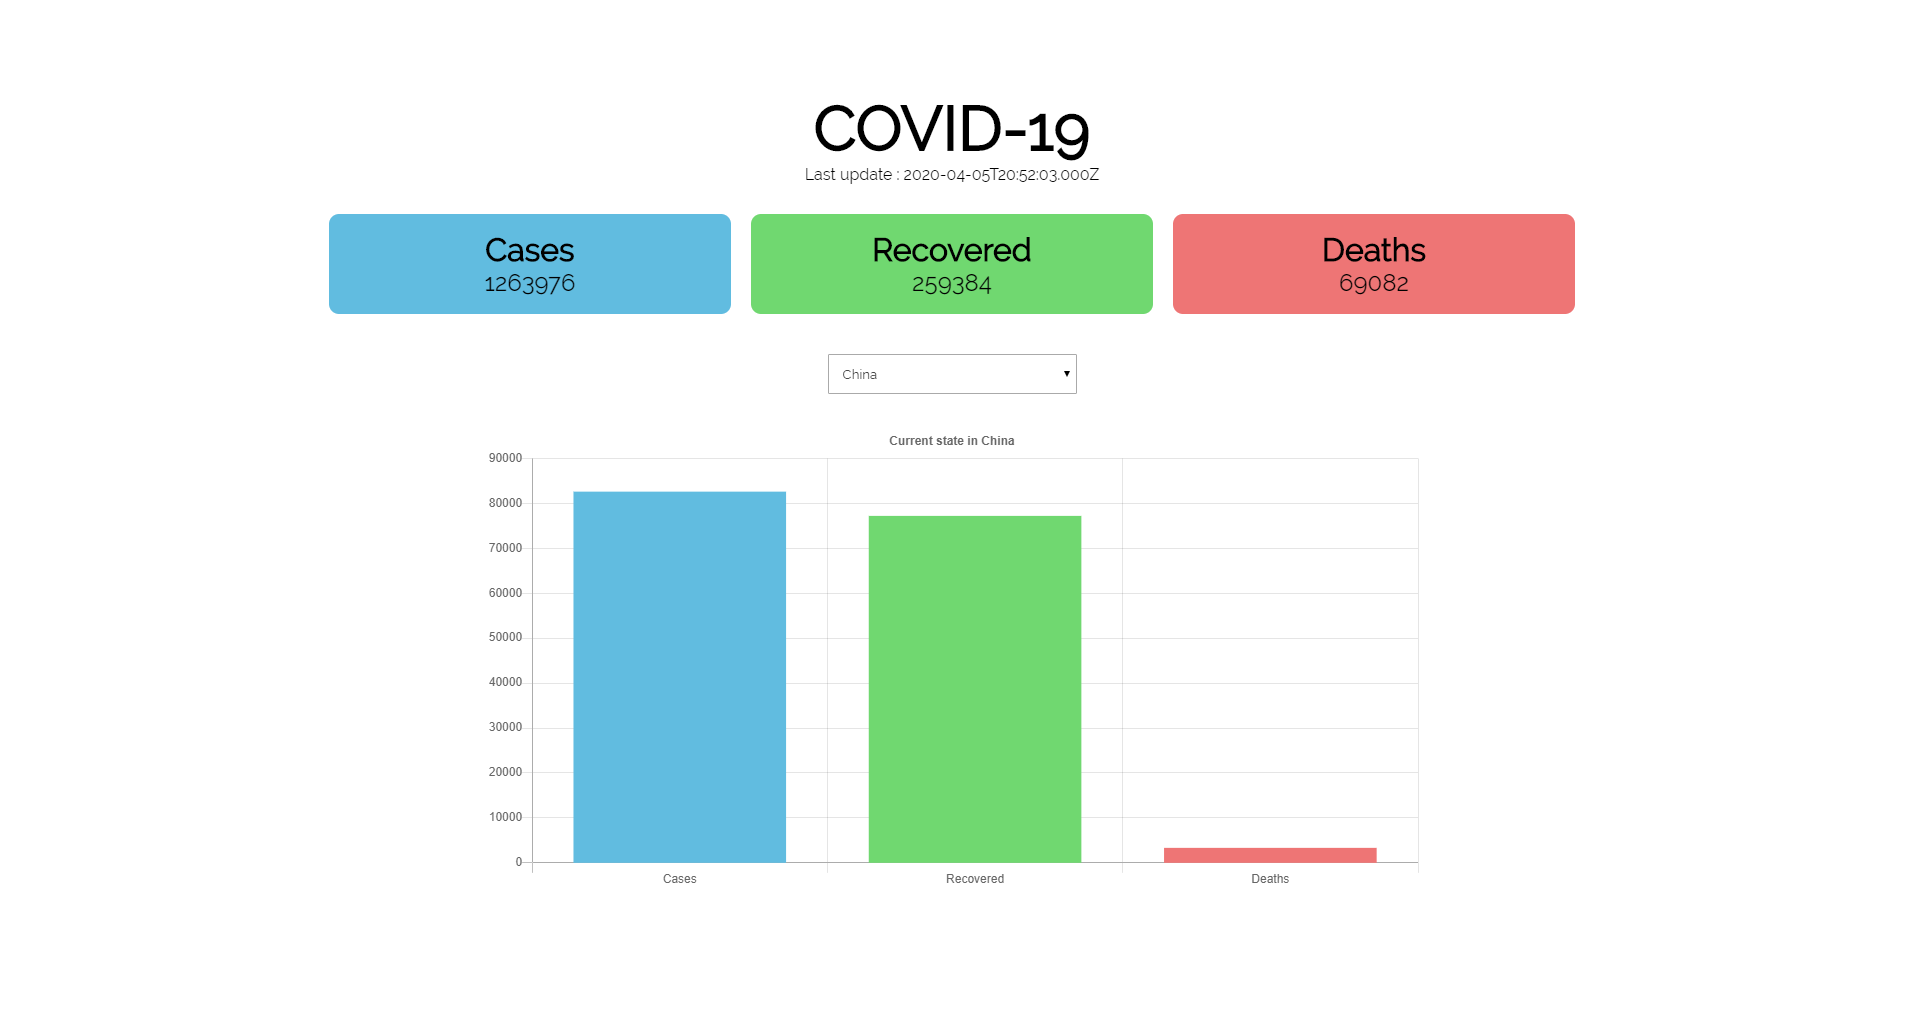 COVID-19
Last update : 2020-04-05T20:52:03.000Z
Cases
1263976
Recovered
259384
Deaths
69082
China
Current state in China
90000
80000
70000
60000
50000
40000
30000
20000
10000
0
Cases Recovered Deaths